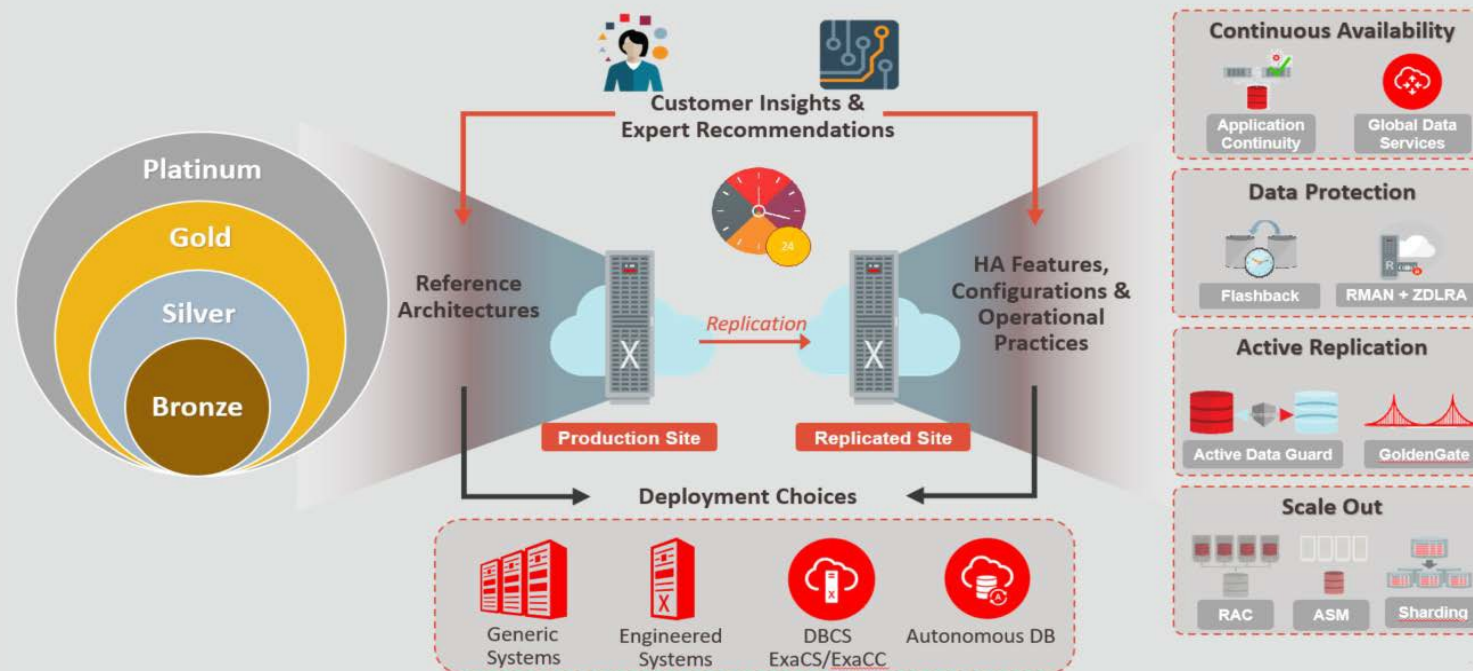 Customer Insights &
Expert Recommendations
Platinum
Gold
Silver
Bronze
Reference
Architectures
24
Replication
X
X
Production Site
Replicated Site
HA Features,
Configurations &
Operational
Practices
Deployment Choices
X
X
A
Generic
Systems
Engineered
Systems
DBCS
ExaCS/ExaCC
Autonomous DB
Continuous Availability
Application
Continuity
Global Data
Services
Data Protection
R
Flashback
RMAN + ZDLRA
Active Replication
Active Data Guard
GoldenGate
Scale Out
RAC
ASM
Sharding